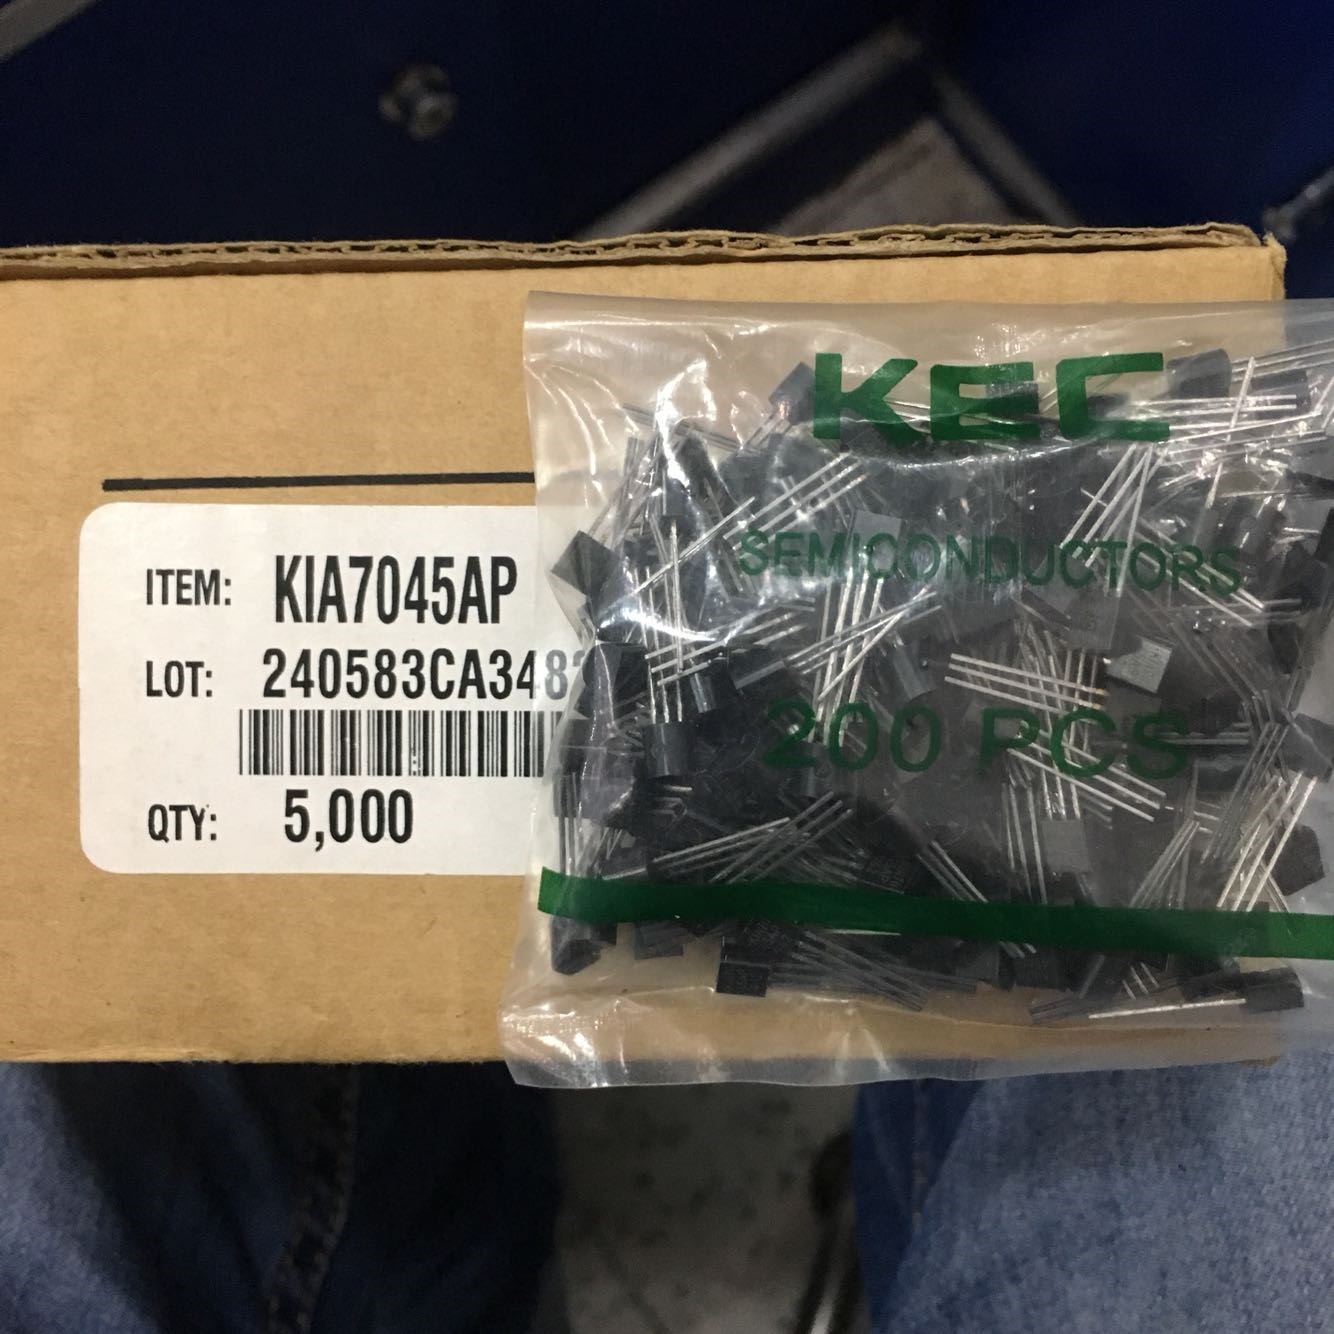 ITEM: KIA7045AP
LOT: 240583CA348
QTY: 5,000
KEC
SEMICONDUCTORS
200 PCS